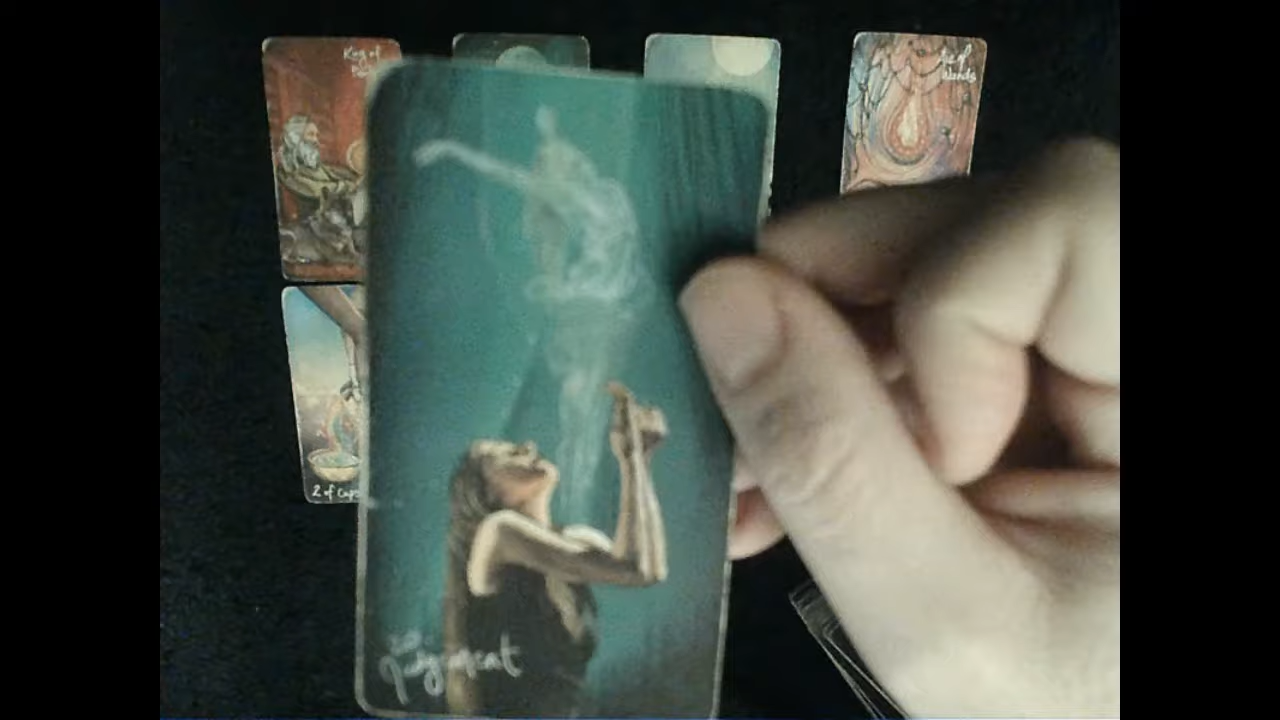 King of
Ace of
Wands
2 of Cups
Judgement